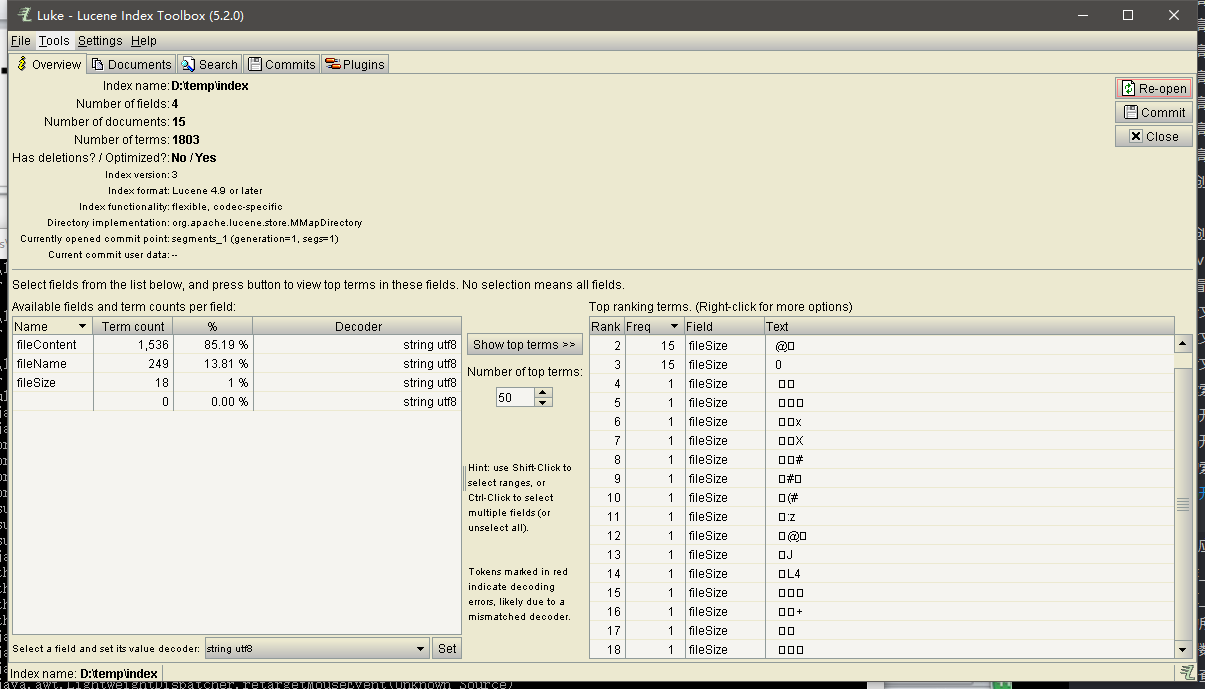 Luke - Lucene Index Toolbox (5.2.0)
File Tools Settings Help
Overview Documents Search Commits Plugins
Index name: D:\temp\index
Number of fields: 4
Number of documents: 15
Number of terms: 1803
Has deletions? / Optimized?: No / Yes
Index version: 3
Index format: Lucene 4.9 or later
Index functionality: flexible, codec-specific
Directory implementation: org.apache.lucene.store.MMapDirectory
Currently opened commit point: segments_1 (generation=1, segs=1)
Current commit user data: --
Re-open
Commit
Close
Select fields from the list below, and press button to view top terms in these fields. No selection means all fields.
Available fields and term counts per field:
Name Term count % Decoder
fileContent 1,536 85.19 % string utf8
fileName 249 13.81 % string utf8
fileSize 18 1 % string utf8
0 0.00 % string utf8
Select a field and set its value decoder: string utf8 Set
Show top terms >>
Number of top terms:
50
Hint: use Shift-Click to
select ranges, or
Ctrl-Click to select
multiple fields (or
unselect all).
Tokens marked in red
indicate decoding
errors, likely due to a
mismatched decoder.
Top ranking terms. (Right-click for more options)
Rank Freq Field Text
2 15 fileSize @□
3 15 fileSize 0
4 1 fileSize □□
5 1 fileSize □□□
6 1 fileSize □□x
7 1 fileSize □□X
8 1 fileSize □□#
9 1 fileSize □#□
10 1 fileSize □(#
11 1 fileSize □:z
12 1 fileSize □@□
13 1 fileSize □J
14 1 fileSize □L4
15 1 fileSize □□□
16 1 fileSize □□+
17 1 fileSize □□
18 1 fileSize □□□
Index name: D:\temp\index
java.awt.LightweightDispatcher.retargetMouseEvent(Unknown Source)